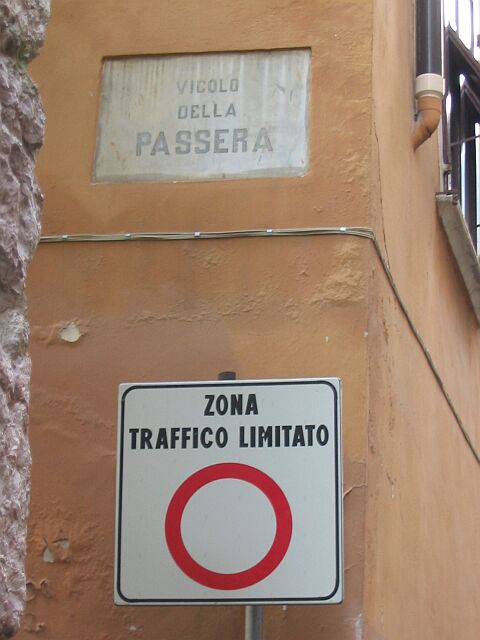 VICOLO
DELLA
PASSERA
ZONA
TRAFFICO LIMITATO